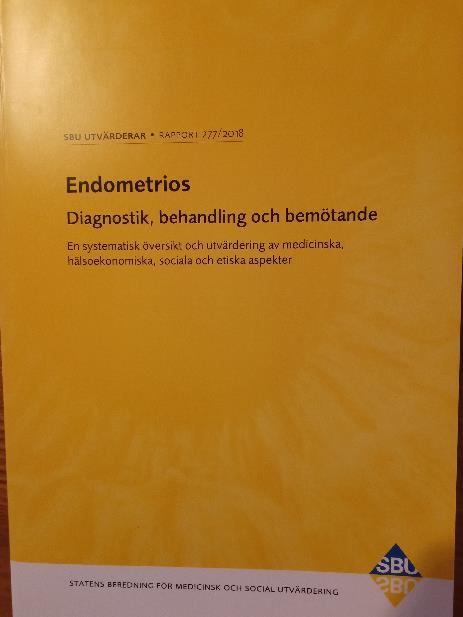 SBU UTVÄRDERAR • RAPPORT 277/2018
Endometrios
Diagnostik, behandling och bemötande
En systematisk översikt och utvärdering av medicinska,
hälsoekonomiska, sociala och etiska aspekter
SBU
SBU
STATENS BEREDNING FÖR MEDICINSK OCH SOCIAL UTVÄRDERING